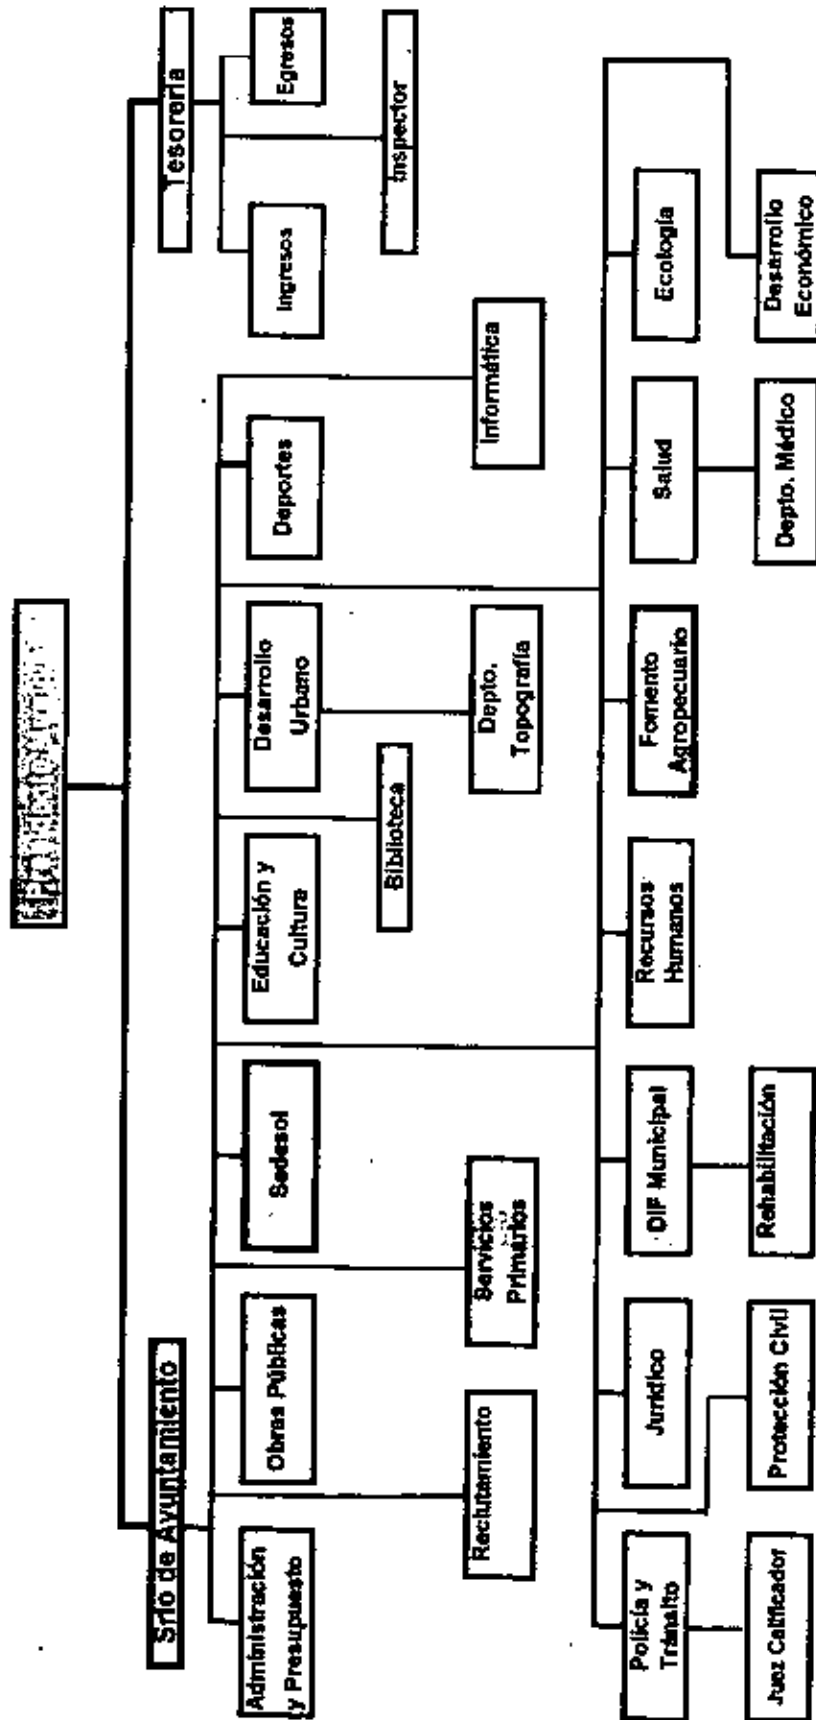 Srio de Ayuntamiento
Tesorería
Administración
y Presupuesto
Obras Públicas
Sedesol
Educación y
Cultura
Desarrollo
Urbano
Deportes
Ingresos
Egresos
Biblioteca
Inspector
Reclutamiento
Servicios
Primarios
Depto.
Topografía
Informática
Policía y
Tránsito
Jurídico
DIF Municipal
Recursos
Humanos
Fomento
Agropecuario
Salud
Ecología
Juez Calificador
Protección Civil
Rehabilitación
Depto. Médico
Desarrollo
Económico